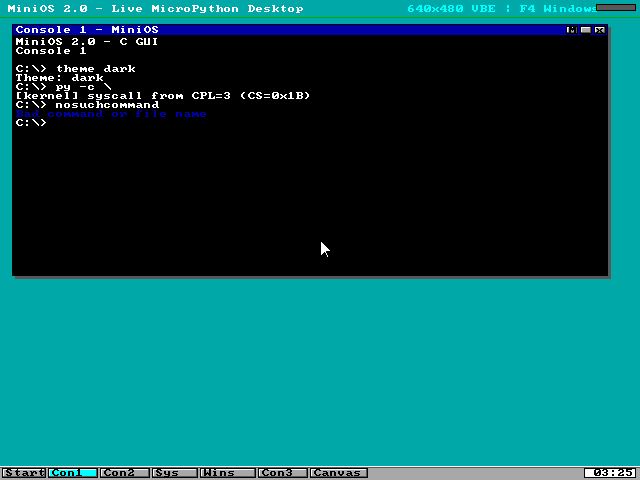 MiniOS 2.0 - Live MicroPython Desktop
640x480 VBE | F4 Windows
Console 1 - MiniOS
M
MiniOS 2.0 - C GUI
Console 1
C:\> theme dark
Theme: dark
C:\> py -c \
[kernel] syscall from CPL=3 (CS=0x1B)
C:\> nosuchcommand
Bad command or file name
C:\>
Start Con1 Con2 Sys Wins Con3 Canvas 03:25